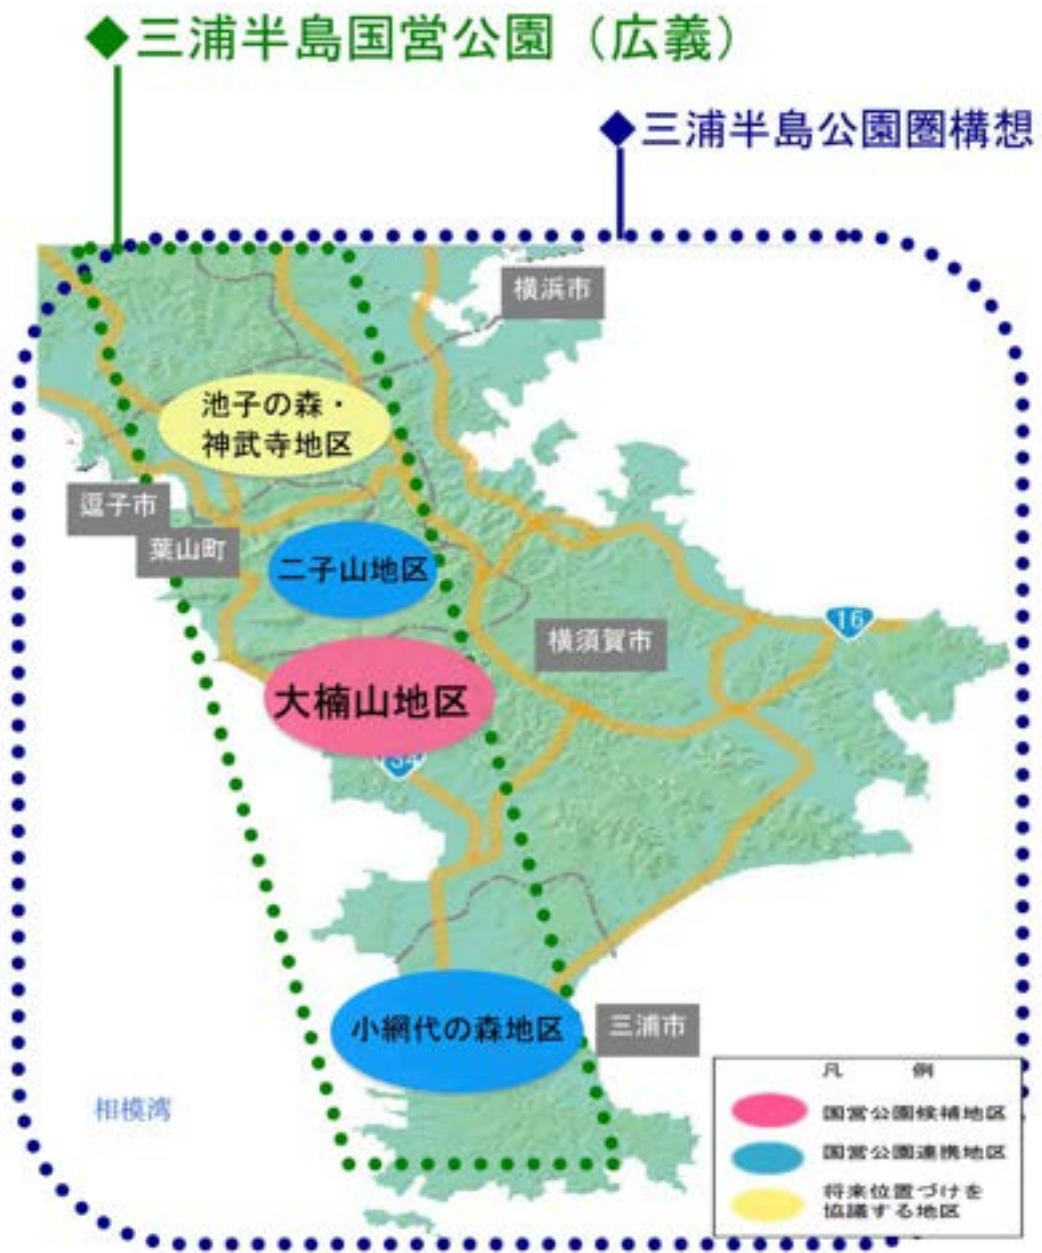 ◆三浦半島国営公園（広義）
◆三浦半島公園圏構想
横浜市
池子の森・
神武寺地区
逗子市
葉山町
二子山地区
16
横須賀市
大楠山地区
小網代の森地区
三浦市
相模湾
凡 例
国営公園候補地区
国営公園連携地区
将来位置づけを
協議する地区